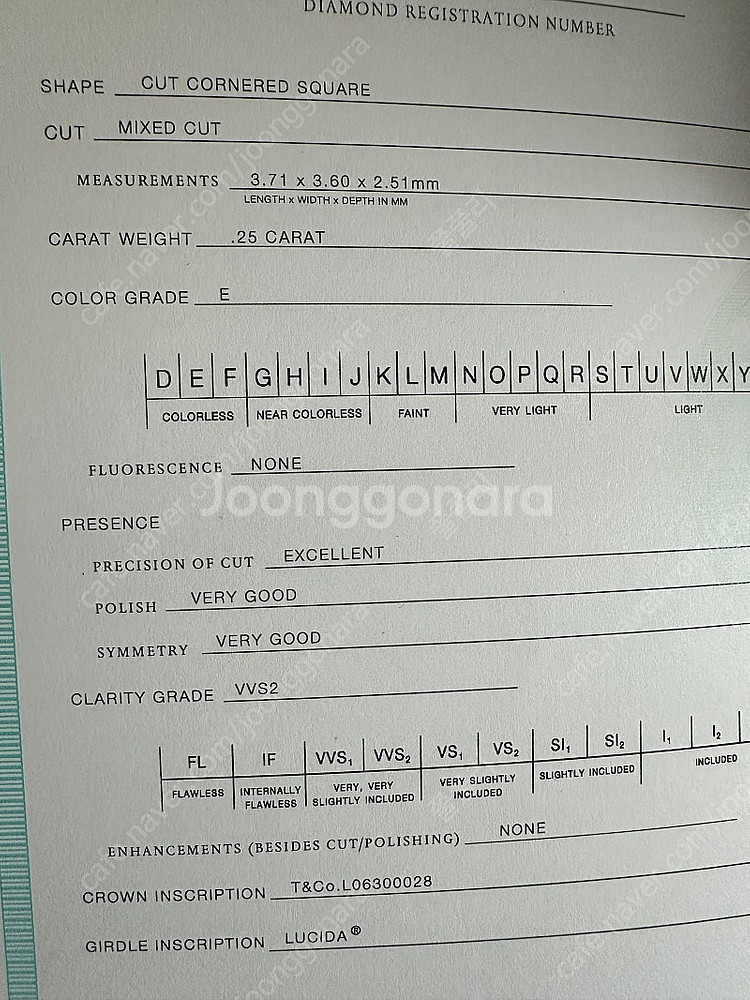 DIAMOND REGISTRATION NUMBER
SHAPE CUT CORNERED SQUARE
CUT MIXED CUT
MEASUREMENTS 3.71 x 3.60 x 2.51mm
LENGTH x WIDTH x DEPTH IN MM
CARAT WEIGHT .25 CARAT
COLOR GRADE E
D E F G H I J K L M N O P Q R S T U V W X Y
COLORLESS NEAR COLORLESS FAINT VERY LIGHT LIGHT
FLUORESCENCE NONE
Joonggondra
PRESENCE
PRECISION OF CUT EXCELLENT
POLISH VERY GOOD
SYMMETRY VERY GOOD
CLARITY GRADE VVS2
FL IF VVS₁ VVS₂ VS₁ VS₂ SI₁ SI₂ I₁ I₂
FLAWLESS INTERNALLY FLAWLESS VERY, VERY SLIGHTLY INCLUDED VERY SLIGHTLY INCLUDED SLIGHTLY INCLUDED INCLUDED
ENHANCEMENTS (BESIDES CUT/POLISHING) NONE
CROWN INSCRIPTION T&Co.L06300028
GIRDLE INSCRIPTION LUCIDA®